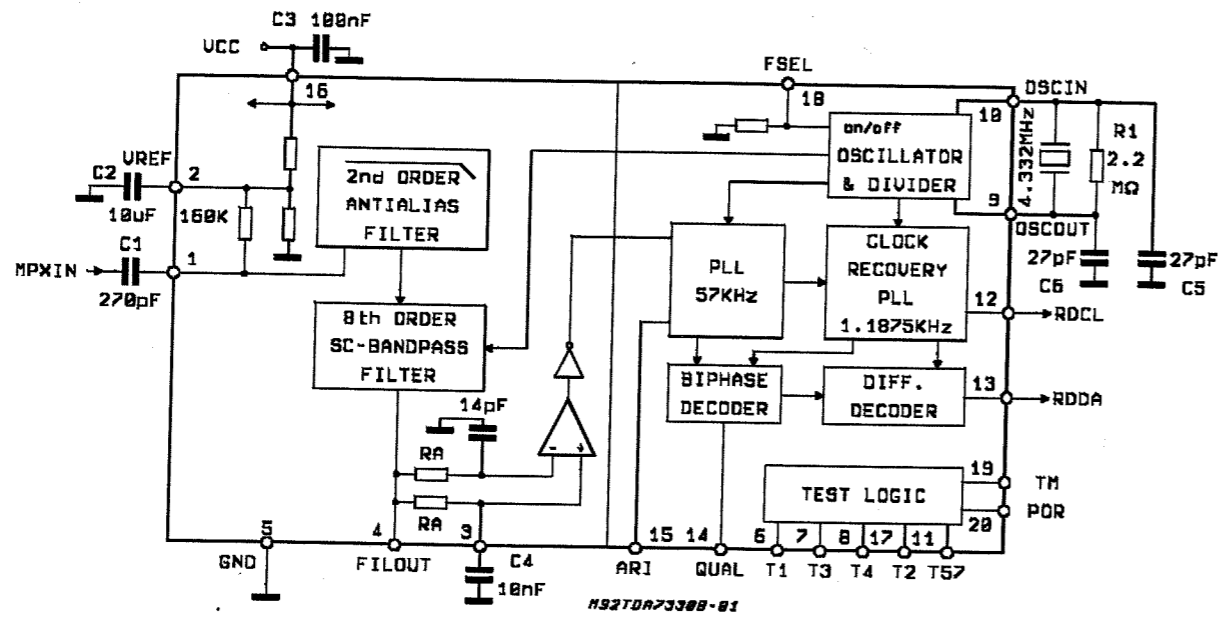 C3 100nF
VCC
16
FSEL
18
OSCIN
10
on/off
OSCILLATOR
& DIVIDER
4.332MHz
R1
2.2
MΩ
9
OSCOUT
27pF
C6
27pF
C5
VREF
C2
2
10uF
160K
C1
1
MPXIN
270pF
2nd ORDER
ANTIALIAS
FILTER
8th ORDER
SC-BANDPASS
FILTER
PLL
57KHz
CLOCK
RECOVERY
PLL
1.1875KHz
12
RDCL
BIPHASE
DECODER
DIFF.
DECODER
13
RDDA
14pF
- +
RA
RA
TEST LOGIC
19
TM
20
POR
5
GND
4
FILOUT
3
C4
10nF
15
ARI
14
QUAL
6
T1
7
T3
8
T4
17
T2
11
T57
M92TDA7330B-01